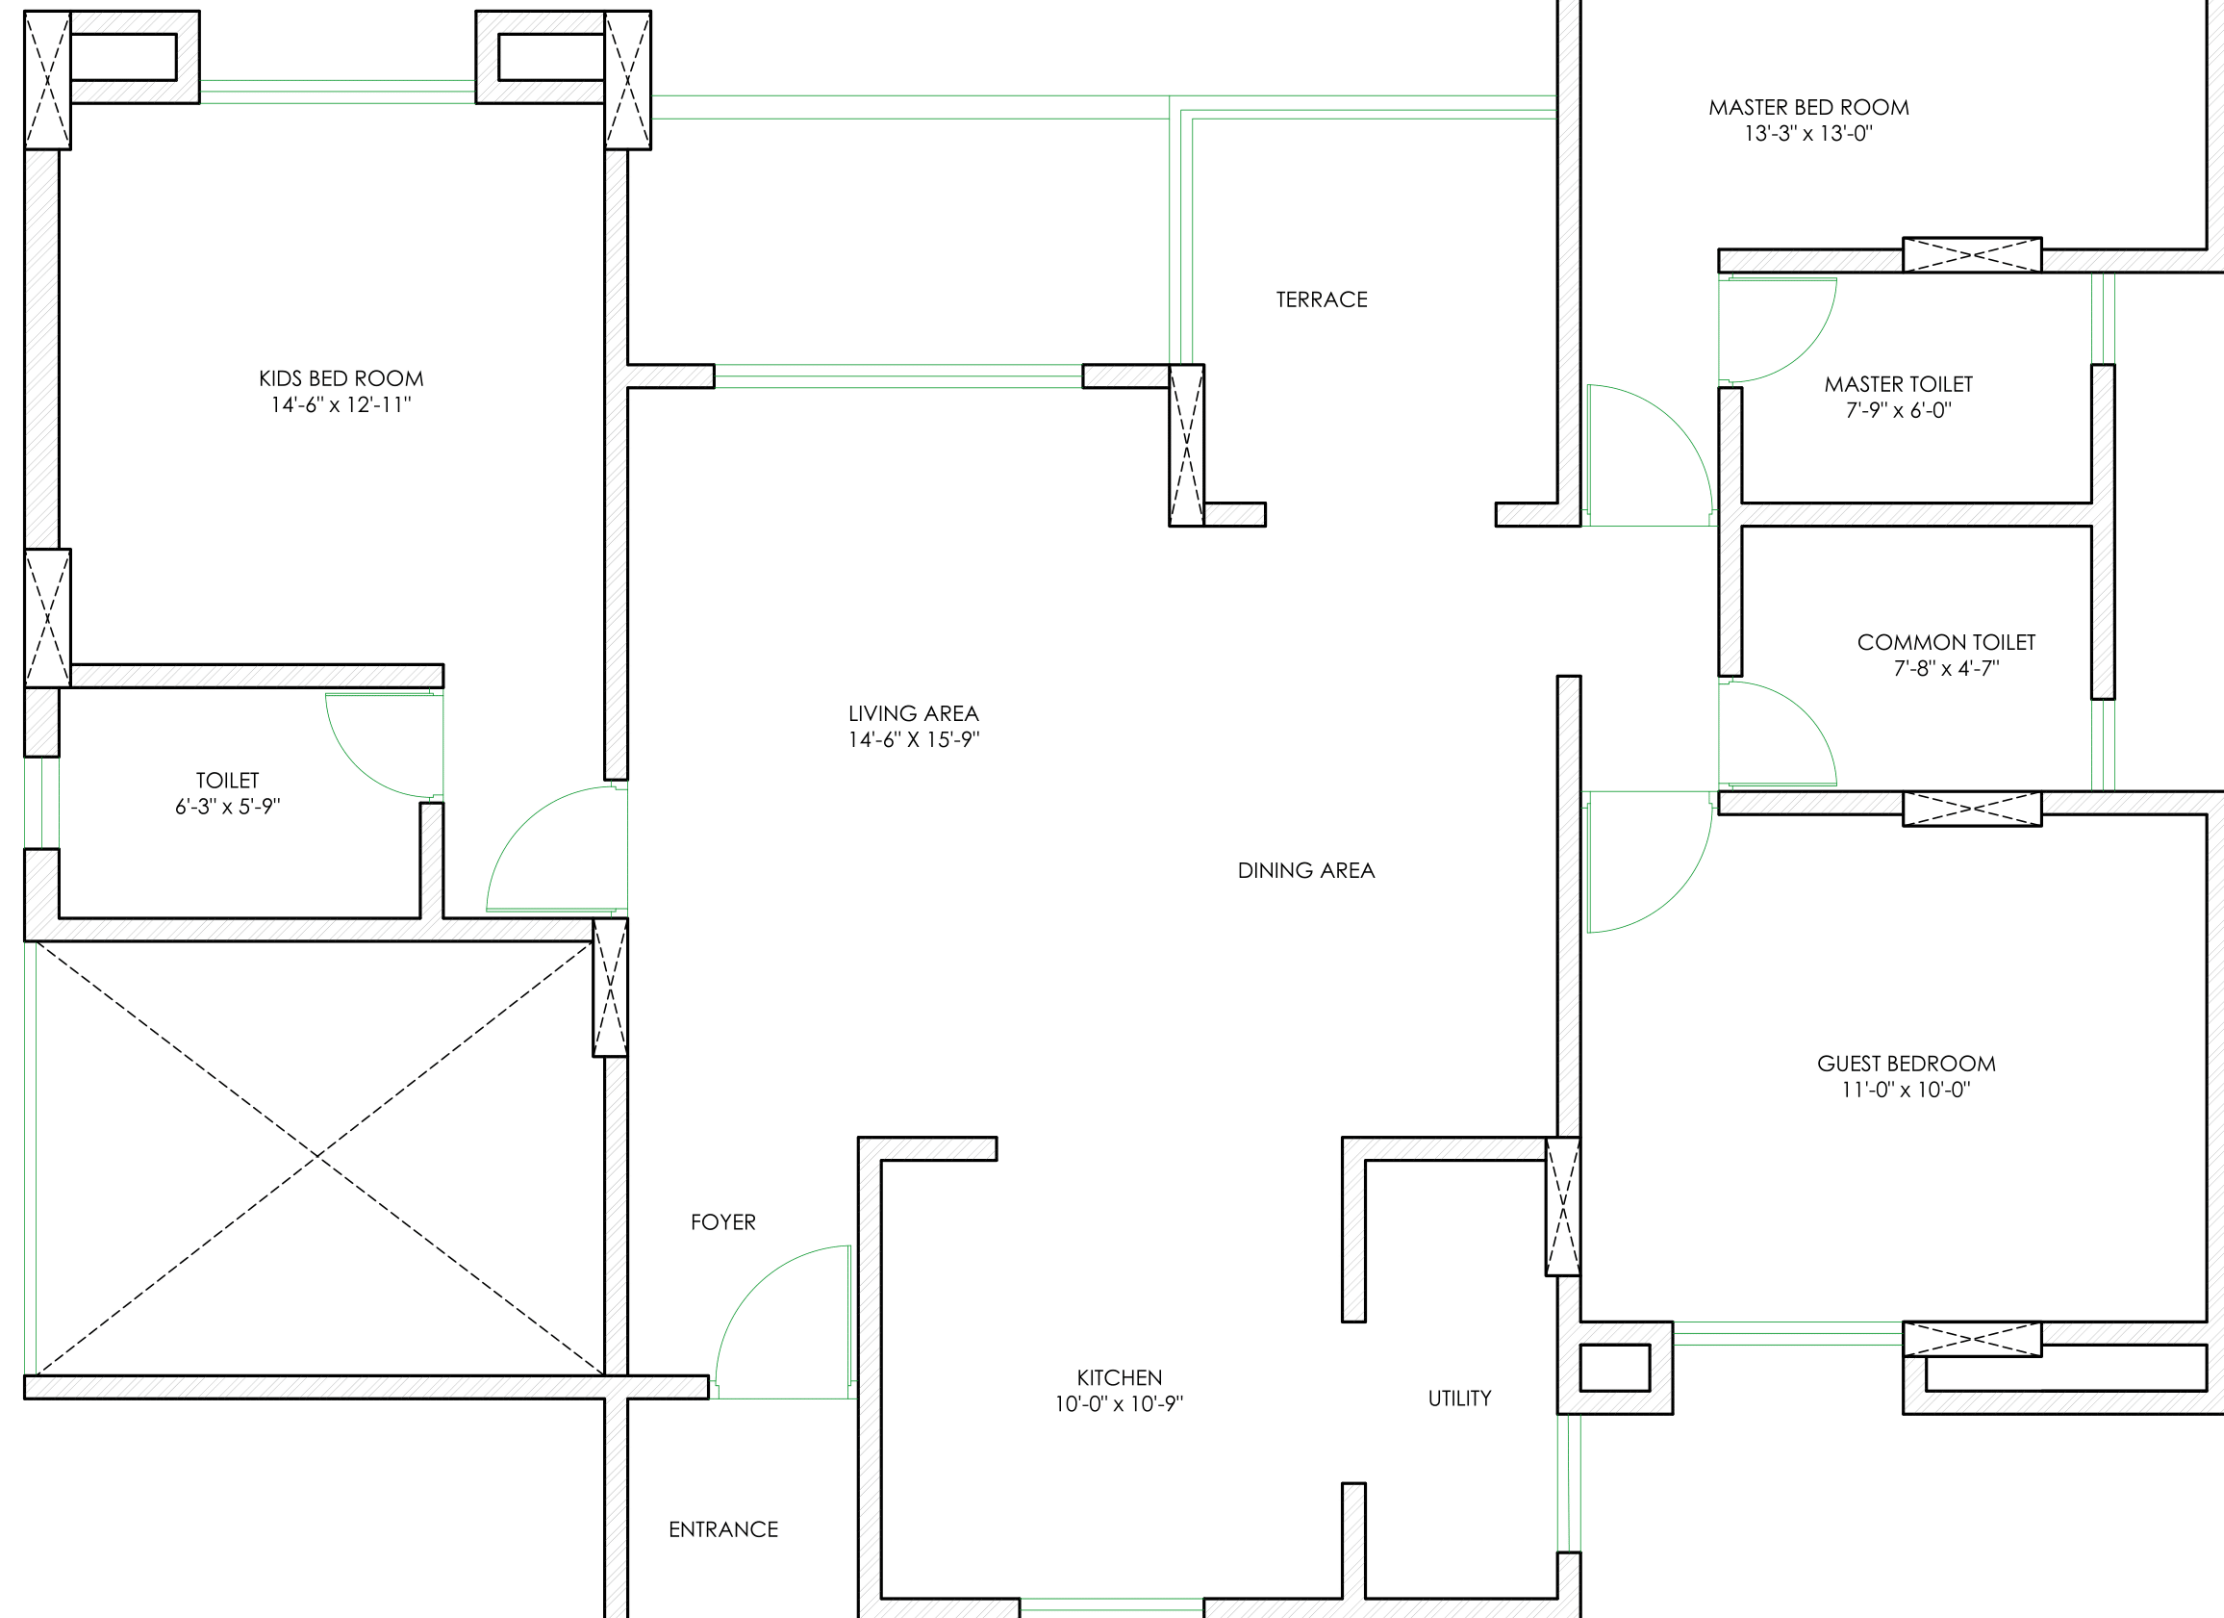 MASTER BED ROOM
13'-3" x 13'-0"
TERRACE
KIDS BED ROOM
14'-6" x 12'-11"
MASTER TOILET
7'-9" x 6'-0"
COMMON TOILET
7'-8" x 4'-7"
LIVING AREA
14'-6" X 15'-9"
TOILET
6'-3" x 5'-9"
DINING AREA
GUEST BEDROOM
11'-0" x 10'-0"
FOYER
KITCHEN
10'-0" x 10'-9"
UTILITY
ENTRANCE